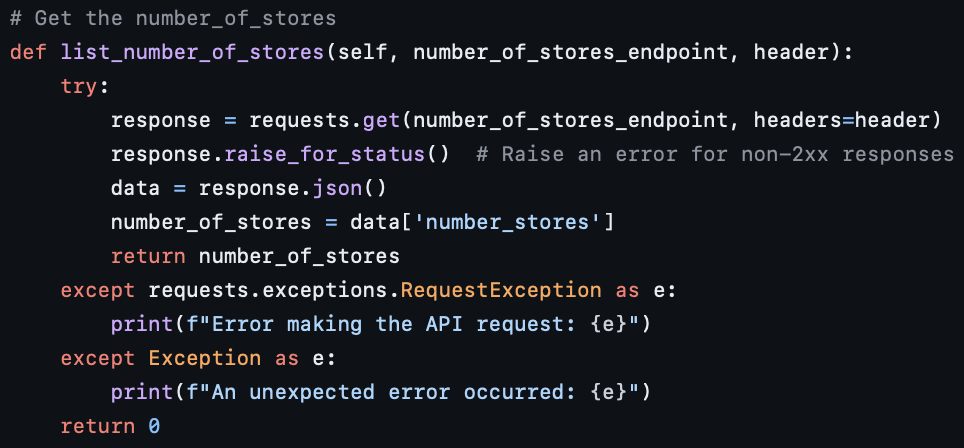 # Get the number_of_stores
def list_number_of_stores(self, number_of_stores_endpoint, header):
    try:
        response = requests.get(number_of_stores_endpoint, headers=header)
        response.raise_for_status()  # Raise an error for non-2xx responses
        data = response.json()
        number_of_stores = data['number_stores']
        return number_of_stores
    except requests.exceptions.RequestException as e:
        print(f"Error making the API request: {e}")
    except Exception as e:
        print(f"An unexpected error occurred: {e}")
    return 0